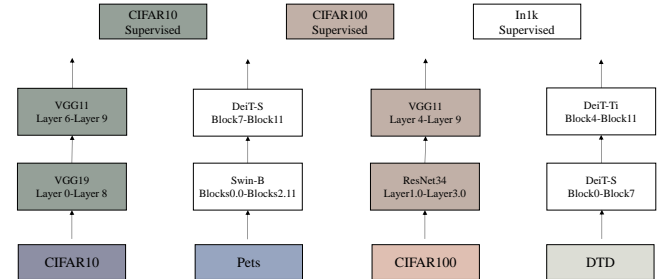 CIFAR10
Supervised
CIFAR100
Supervised
In1k
Supervised
VGG11
Layer 6-Layer 9
DeiT-S
Block7-Block11
VGG11
Layer 4-Layer 9
DeiT-Ti
Block4-Block11
VGG19
Layer 0-Layer 8
Swin-B
Blocks0.0-Blocks2.11
ResNet34
Layer1.0-Layer3.0
DeiT-S
Block0-Block7
CIFAR10
Pets
CIFAR100
DTD